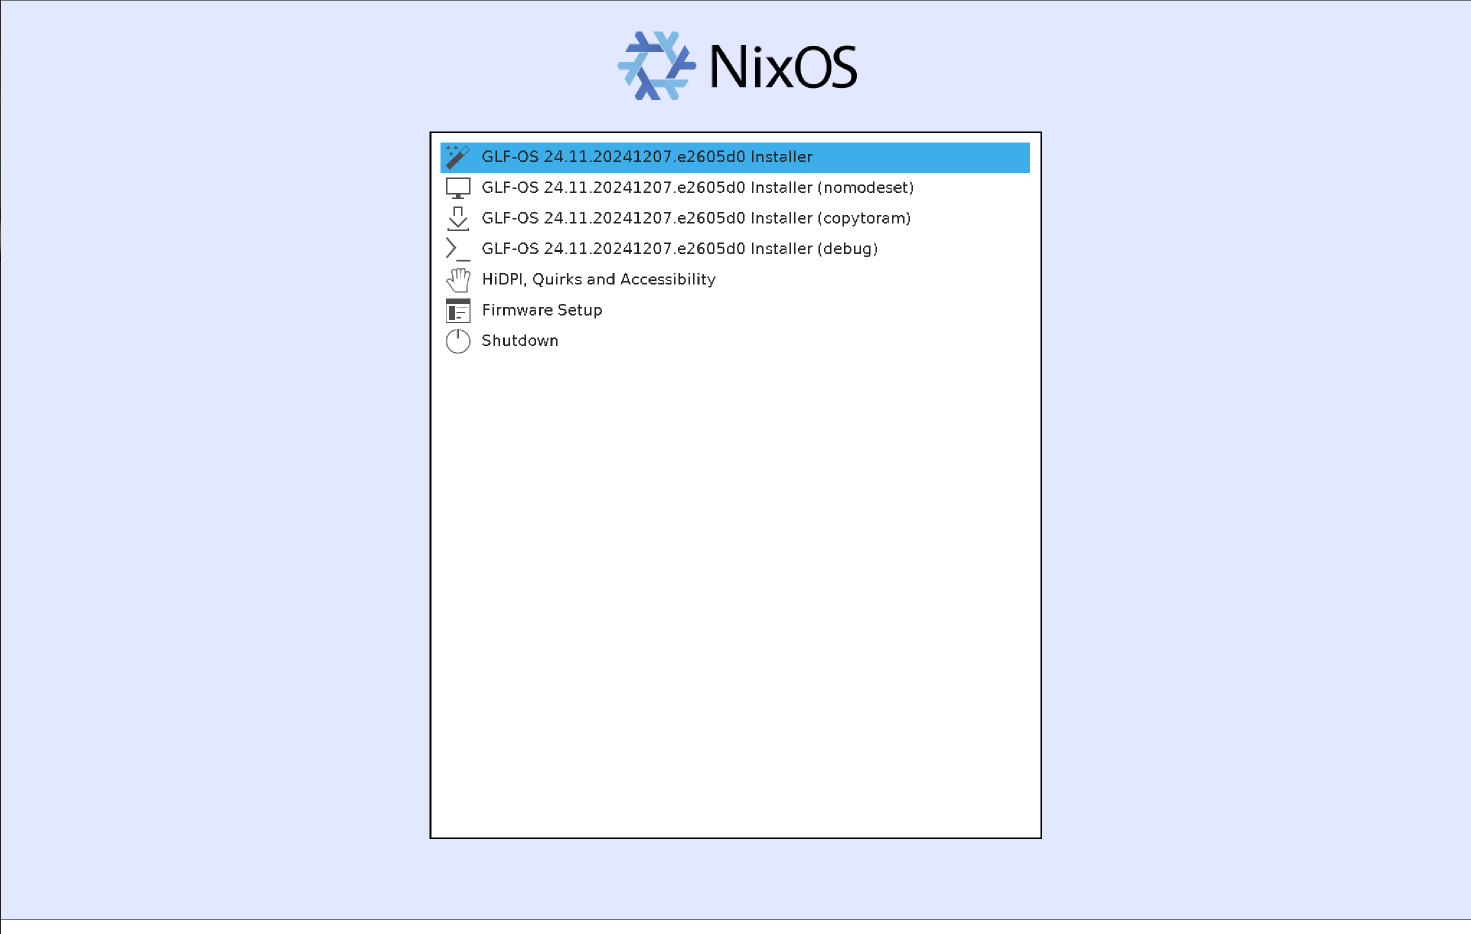 NixOS
GLF-OS 24.11.20241207.e2605d0 Installer
GLF-OS 24.11.20241207.e2605d0 Installer (nomodeset)
GLF-OS 24.11.20241207.e2605d0 Installer (copytoram)
GLF-OS 24.11.20241207.e2605d0 Installer (debug)
HiDPI, Quirks and Accessibility
Firmware Setup
Shutdown